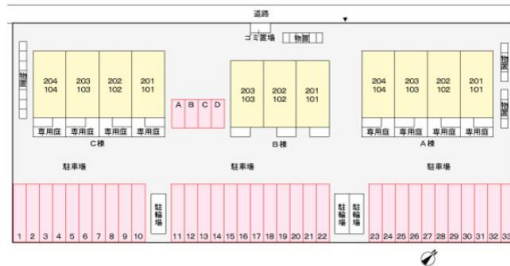 道路
ゴミ置場
物置
物置
204 203 202 201
104 103 102 101
専用庭 専用庭 専用庭 専用庭
C棟
A B C D
203 202 201
103 102 101
B棟
204 203 202 201
104 103 102 101
専用庭 専用庭 専用庭 専用庭
A棟
物置
物置
駐車場
駐車場
駐車場
1 2 3 4 5 6 7 8 9 10
駐輪場
11 12 13 14 15 16 17 18 19 20 21 22
駐輪場
駐輪場
23 24 25 26 27 28 29 30 31 32 33